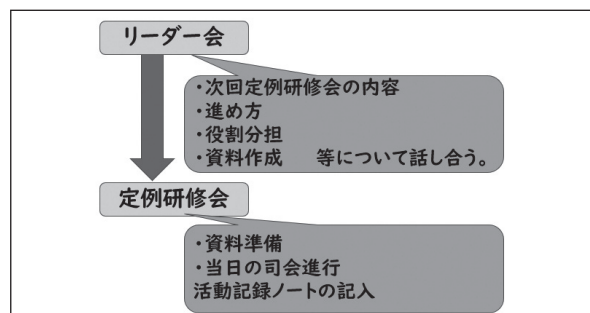 リーダー会
・次回定例研修会の内容
・進め方
・役割分担
・資料作成　　等について話し合う。
定例研修会
・資料準備
・当日の司会進行
活動記録ノートの記入